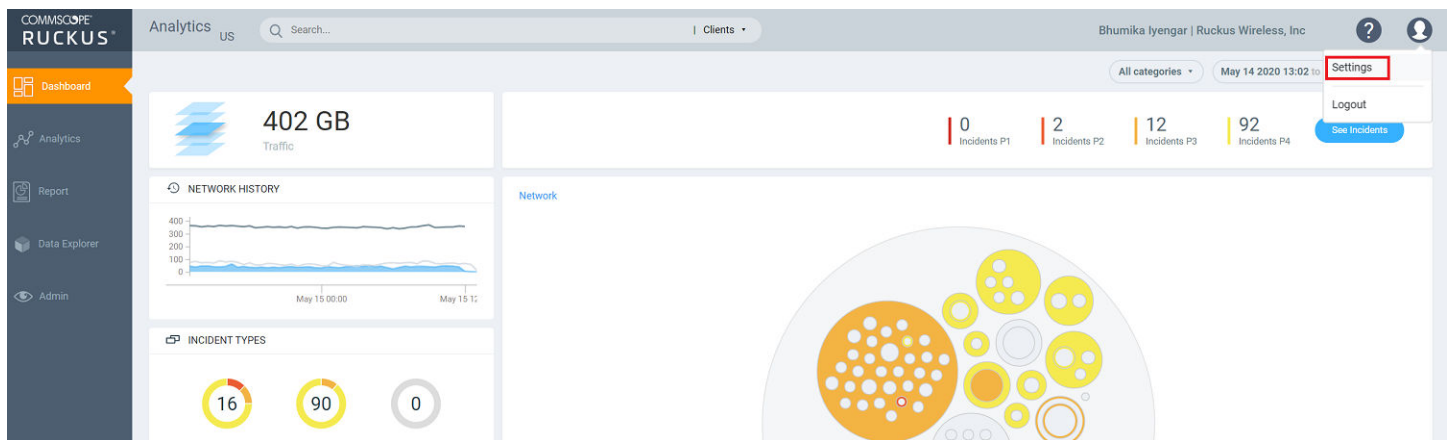 COMMSCOPE®
RUCKUS®
Analytics US
Search...
| Clients
Bhumika Iyengar | Ruckus Wireless, Inc
?
Settings
Logout
Dashboard
Analytics
Report
Data Explorer
Admin
All categories
May 14 2020 13:02 to
402 GB
Traffic
0
Incidents P1
2
Incidents P2
12
Incidents P3
92
Incidents P4
See Incidents
NETWORK HISTORY
400
300
200
100
0
May 15 00:00
May 15 12
Network
INCIDENT TYPES
16
90
0